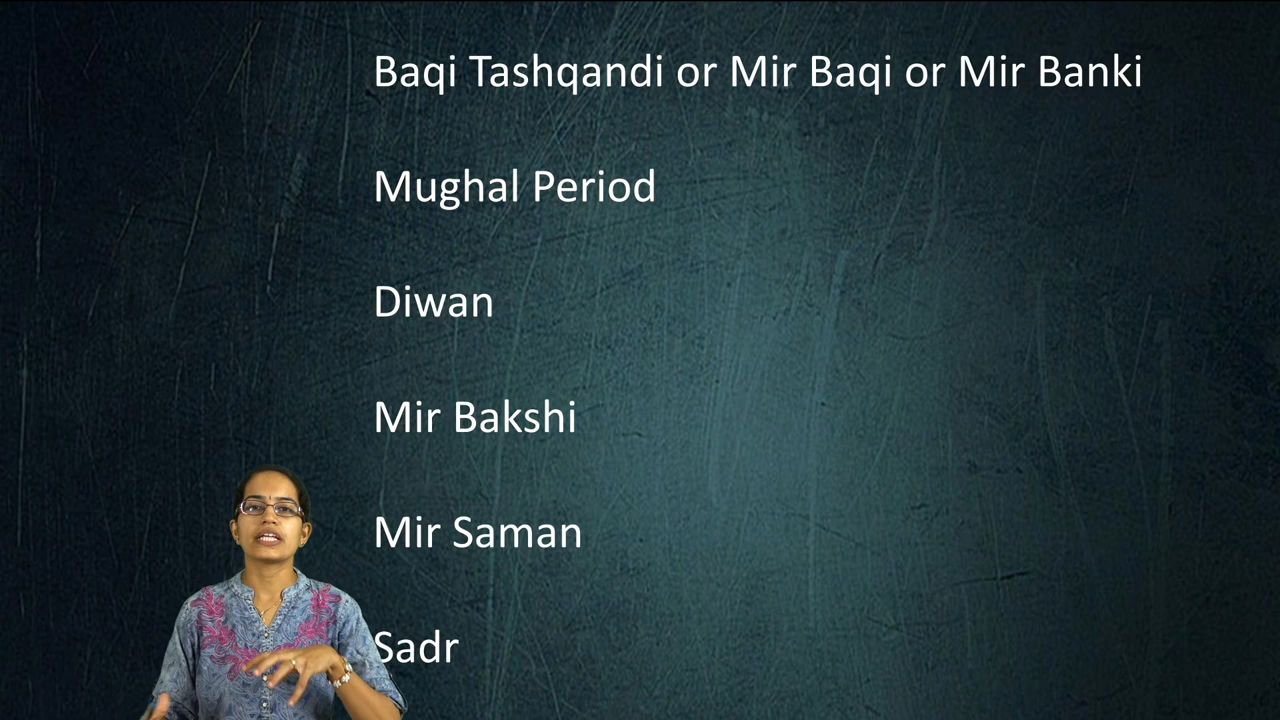 Baqi Tashqandi or Mir Baqi or Mir Banki
Mughal Period
Diwan
Mir Bakshi
Mir Saman
Sadr